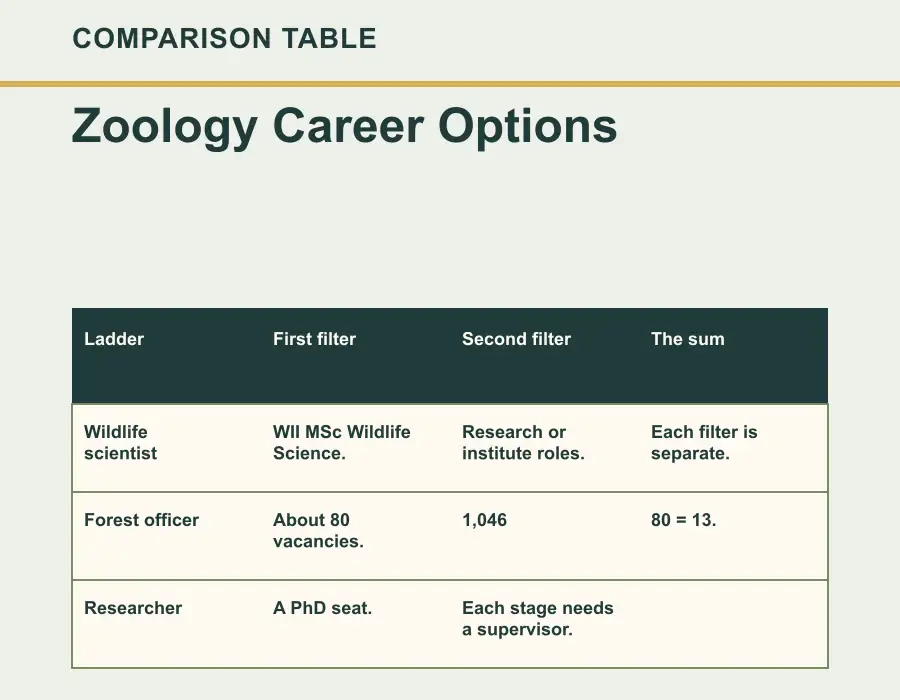 COMPARISON TABLE
Zoology Career Options
Ladder
First filter
Second filter
The sum
Wildlife
scientist
WII MSc Wildlife
Science.
Research or
institute roles.
Each filter is
separate.
Forest officer
About 80
vacancies.
1,046
80 = 13.
Researcher
A PhD seat.
Each stage needs
a supervisor.